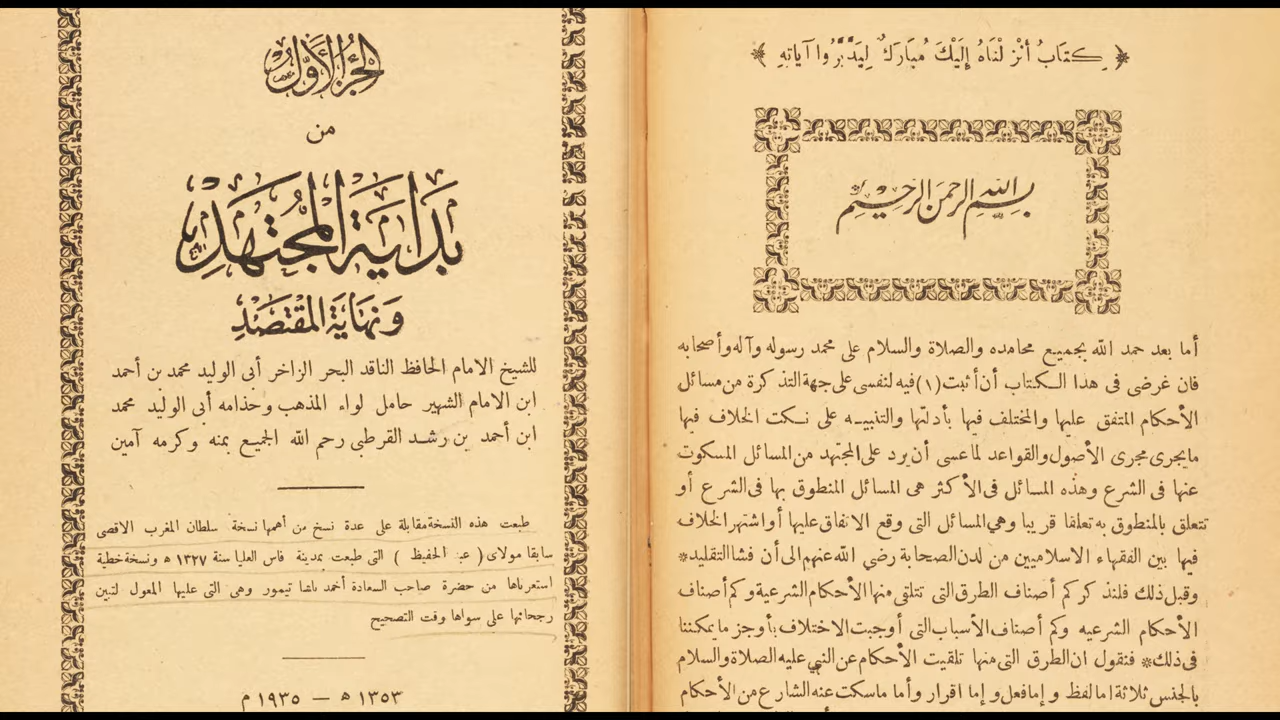 الجزء الأول
من
بداية المجتهد
ونهاية المقتصد
للشيخ الامام الحافظ الناقد البحر الزاخر أبى الوليد محمد بن أحمد
ابن الامام الشهير حامل لواء المذهب وحذامه أبى الوليد محمد
ابن أحمد بن رشد القرطبى رحم الله الجميع بمنه وكرمه آمين
طبعت هذه النسخة مقابلة على عدة نسخ من أهمها نسخة سلطان المغرب الاقصى
سابقا مولاى ( عبد الحفيظ ) التى طبعت بمدينة فاس العليا سنة ١٣٢٧ ه ونسخة خطية
استعرناها من حضرة صاحب السعادة أحمد باشا تيمور وهى التى عليها المعول لتبين
رجحانها على سواها وقت التصحيح
١٣٥٣ ه — ١٩٣٥ م
﴿ كتاب أنزلناه إليك مبارك ليدبروا آياته ﴾
بسم الله الرحمن الرحيم
أما بعد حمد الله بجميع محامده والصلاة والسلام على محمد رسوله وآله وأصحابه
فان غرضى فى هذا الكتاب أن أثبت (١) فيه لنفسى على جهة التذكرة من مسائل
الأحكام المتفق عليها والمختلف فيها بأدلتها والتنبيه على نكت الخلاف فيها
ما يجرى مجرى الأصول والقواعد لما عسى أن يرد على المجتهد من المسائل المسكوت
عنها فى الشرع وهذه المسائل فى الأكثر هى المسائل المنطوق بها فى الشرع أو
تتعلق بالمنطوق به تعلقا قريبا وهى المسائل التى وقع الاتفاق عليها أو اشتهر الخلاف
فيها بين الفقهاء الاسلاميين من لدن الصحابة رضي الله عنهم الى أن فشا التقليد *
وقبل ذلك فلنذكر كم أصناف الطرق التى تتلقى منها الأحكام الشرعية وكم أصناف
الأحكام الشرعيه وكم أصناف الأسباب التى أوجبت الاختلاف بأوجز ما يمكننا
فى ذلك * فنقول ان الطرق التى منها تلقيت الأحكام عن النبي عليه الصلاة والسلام
بالجنس ثلاثة اما لفظ و إما فعل و إما اقرار وأما ما سكت عنه الشارع من الأحكام